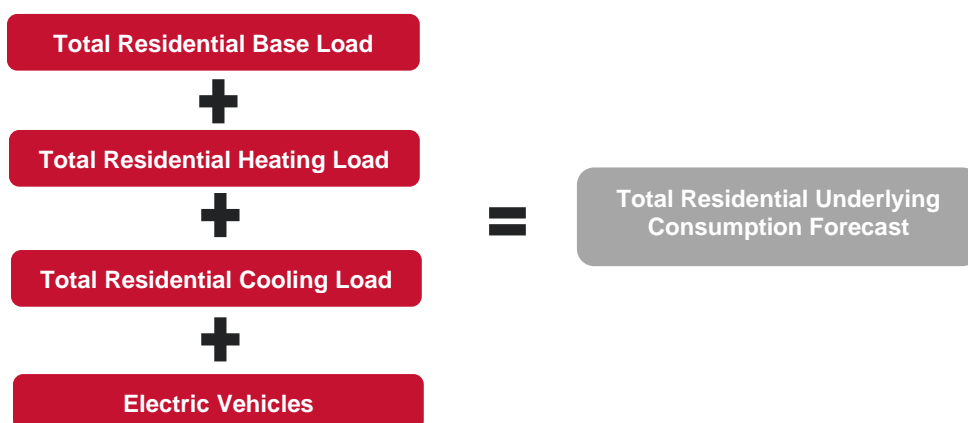 Total Residential Base Load
+
Total Residential Heating Load
+
Total Residential Cooling Load
+
Electric Vehicles
=
Total Residential Underlying
Consumption Forecast